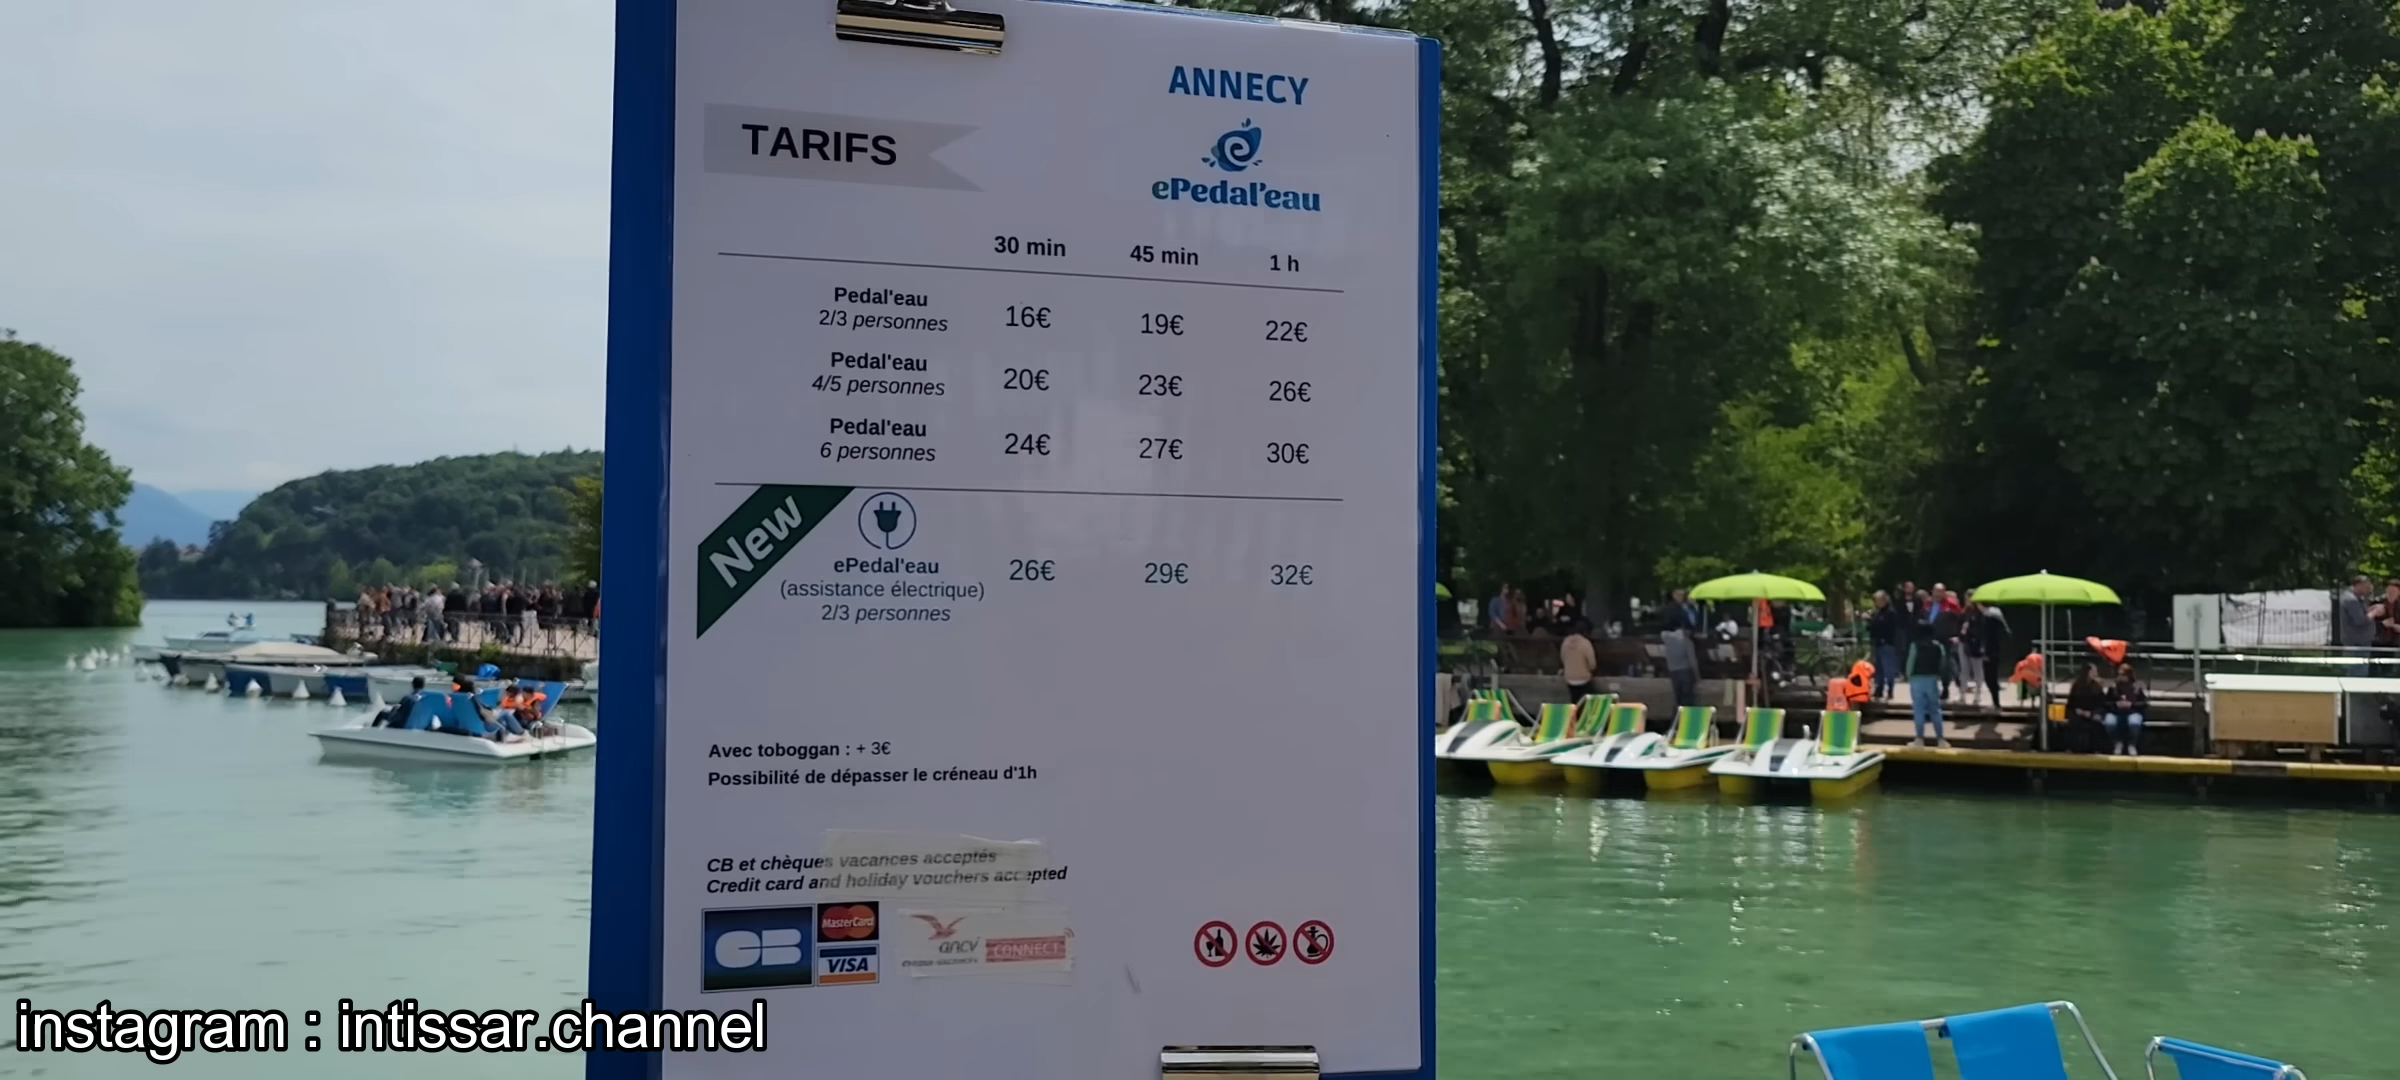 ANNECY
TARIFS
ePedal'eau
30 min 45 min 1 h
Pedal'eau
2/3 personnes 16€ 19€ 22€
Pedal'eau
4/5 personnes 20€ 23€ 26€
Pedal'eau
6 personnes 24€ 27€ 30€
New
ePedal'eau
(assistance électrique) 26€ 29€ 32€
2/3 personnes
Avec toboggan : + 3€
Possibilité de dépasser le créneau d'1h
CB et chèques vacances acceptés
Credit card and holiday vouchers accepted
CB MasterCard VISA
ancv CONNECT
instagram : intissar.channel